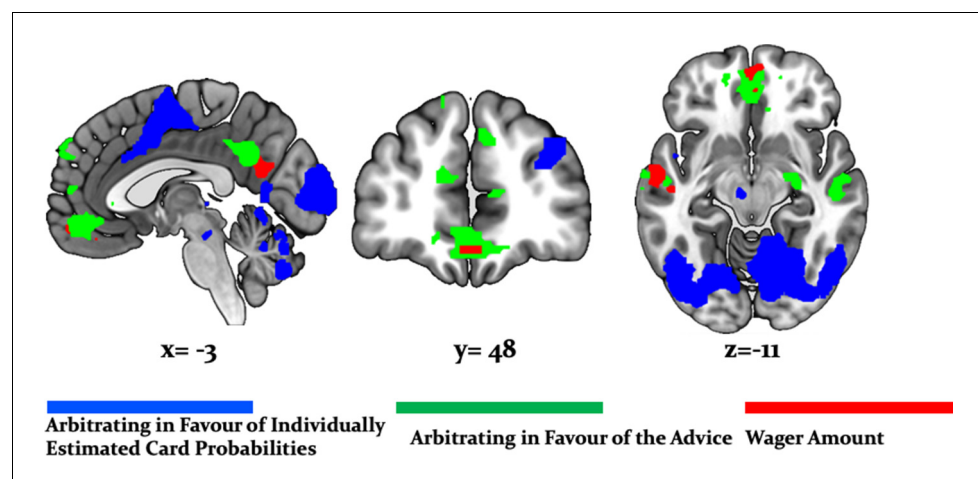 x= -3
y= 48
z=-11
Arbitrating in Favour of Individually
Estimated Card Probabilities
Arbitrating in Favour of the Advice
Wager Amount